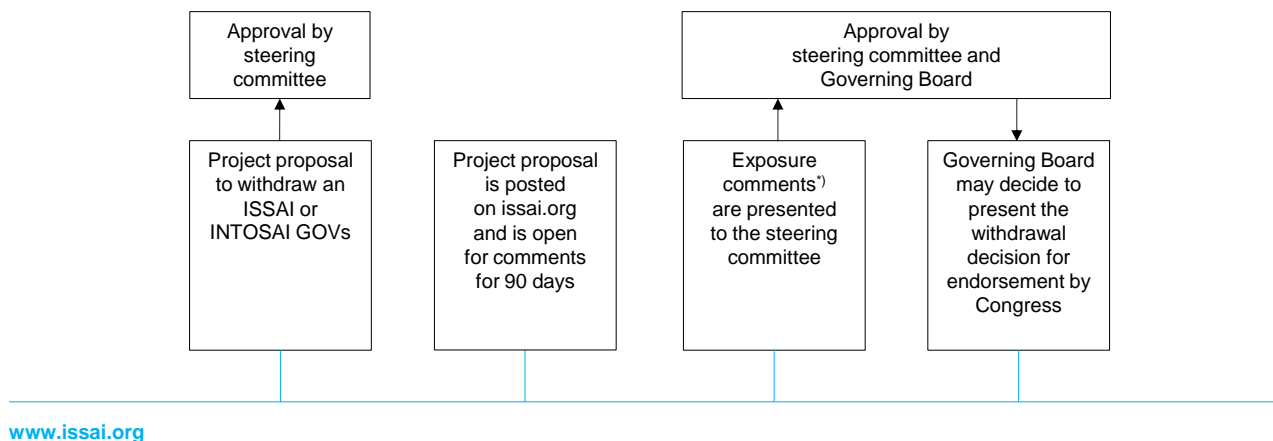 Approval by
steering
committee
Approval by
steering committee and
Governing Board
Project proposal
to withdraw an
ISSAI or
INTOSAI GOVs
Project proposal
is posted
on issai.org
and is open
for comments
for 90 days
Exposure
comments*)
are presented
to the steering
committee
Governing Board
may decide to
present the
withdrawal
decision for
endorsement by
Congress
www.issai.org